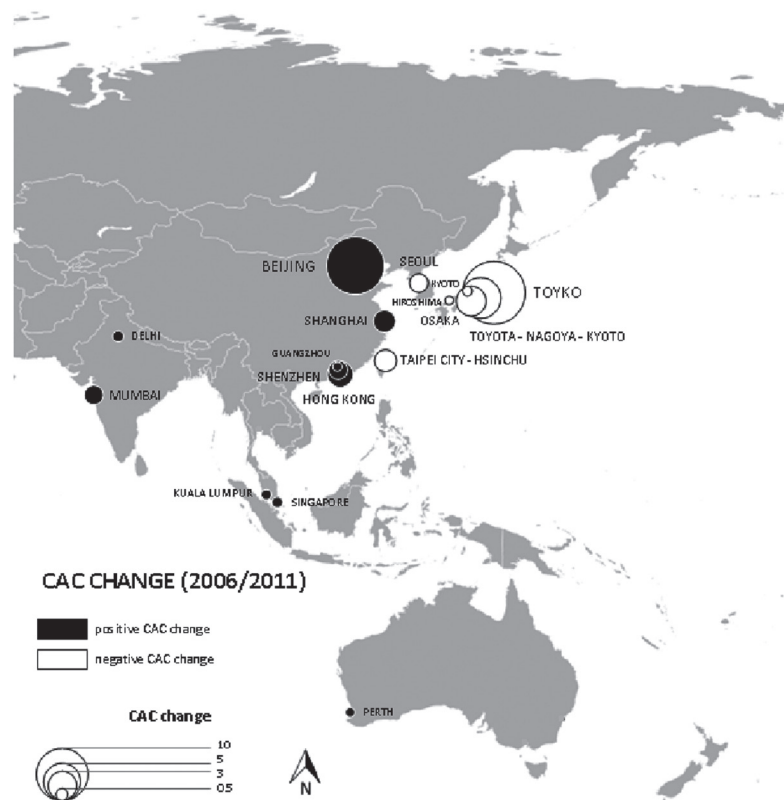 BEIJING
SEOUL
KYOTO
HIROSHIMA
TOYKO
SHANGHAI
OSAKA
TOYOTA - NAGOYA - KYOTO
DELHI
GUANGZHOU
TAIPEI CITY - HSINCHU
SHENZHEN
HONG KONG
MUMBAI
KUALA LUMPUR
SINGAPORE
CAC CHANGE (2006/2011)
positive CAC change
negative CAC change
PERTH
CAC change
10
5
3
05
N